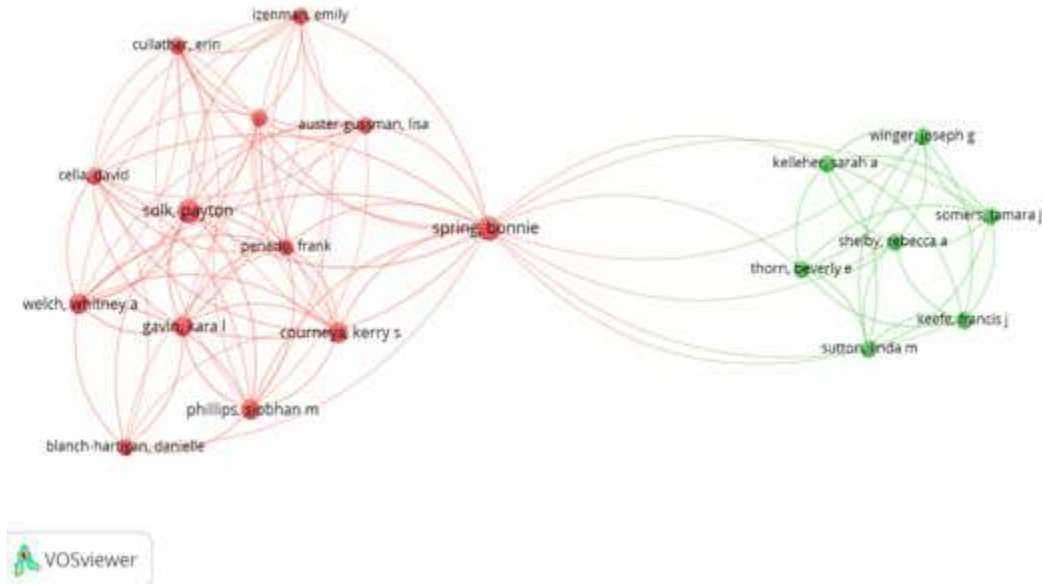 izenman, emily
cullather, erin
auster-gussman, lisa
winger, joseph g
kelleher, sarah a
cella, david
solk, payton
somers, tamara j
spring, bonnie
shelby, rebecca a
penedo, frank
thorn, beverly e
welch, whitney a
keefe, francis j
gavin, kara l
courneya, kerry s
sutton, linda m
phillips, siobhan m
blanch-hartigan, danielle
VOSviewer